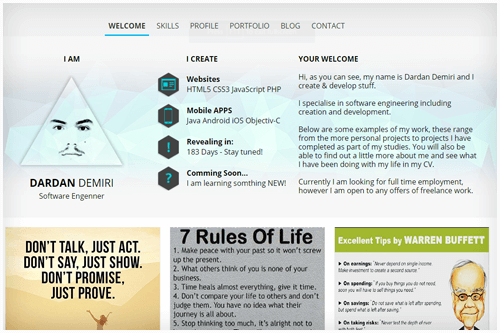 WELCOME SKILLS PROFILE PORTFOLIO BLOG CONTACT
I AM
DARDAN DEMIRI
Software Engenner
I CREATE
Websites
HTML5 CSS3 JavaScript PHP
Mobile APPS
Java Android iOS Objectiv-C
Revealing in:
183 Days - Stay tuned!
Comming Soon...
I am learning somthing NEW!
YOUR WELCOME
Hi, as you can see, my name is Dardan Demiri and I
create & develop stuff.
I specialise in software engineering including
creation and development.
Below are some examples of my work, these range
from the more personal projects to projects I have
completed as part of my studies. You will also be
able to find out a little more about me and see what
I have been doing with my life in my CV.
Currently I am looking for full time employment,
however I am open to any offers of freelance work.
DON'T TALK, JUST ACT.
DON'T SAY, JUST SHOW.
DON'T PROMISE,
JUST PROVE.
7 Rules Of Life
1. Make peace with your past so it won't screw
up the present.
2. What others think of you is none of your
business.
3. Time heals almost everything, give it time.
4. Don't compare your life to others and don't
judge them. You have no idea what their
journey is all about.
5. Stop thinking too much, it's alright to not
Excellent Tips by WARREN BUFFETT
On earnings: "Never depend on single income.
Make investment to create a second source."
On spending: "If you buy things you do not need,
soon you will have to sell things you need."
On savings: "Do not save what is left after spending,
but spend what is left after saving."
On taking risks: "Never test the depth of river